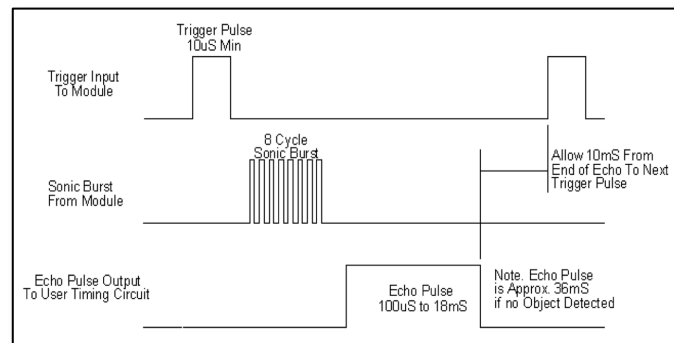 Trigger Pulse
10uS Min
Trigger Input
To Module
8 Cycle
Sonic Burst
Allow 10mS From
End of Echo To Next
Trigger Pulse
Sonic Burst
From Module
Echo Pulse Output
To User Timing Circuit
Echo Pulse
100uS to 18mS
Note. Echo Pulse
is Approx. 36mS
if no Object Detected